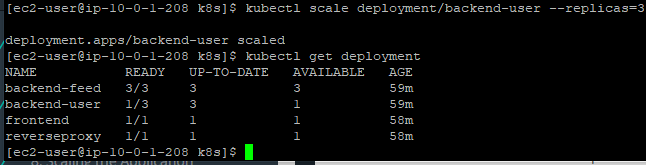 [ec2-user@ip-10-0-1-208 k8s]$ kubectl scale deployment/backend-user --replicas=3
deployment.apps/backend-user scaled
[ec2-user@ip-10-0-1-208 k8s]$ kubectl get deployment
NAME READY UP-TO-DATE AVAILABLE AGE
backend-feed 3/3 3 3 59m
backend-user 1/3 3 1 59m
frontend 1/1 1 1 58m
reverseproxy 1/1 1 1 58m
[ec2-user@ip-10-0-1-208 k8s]$